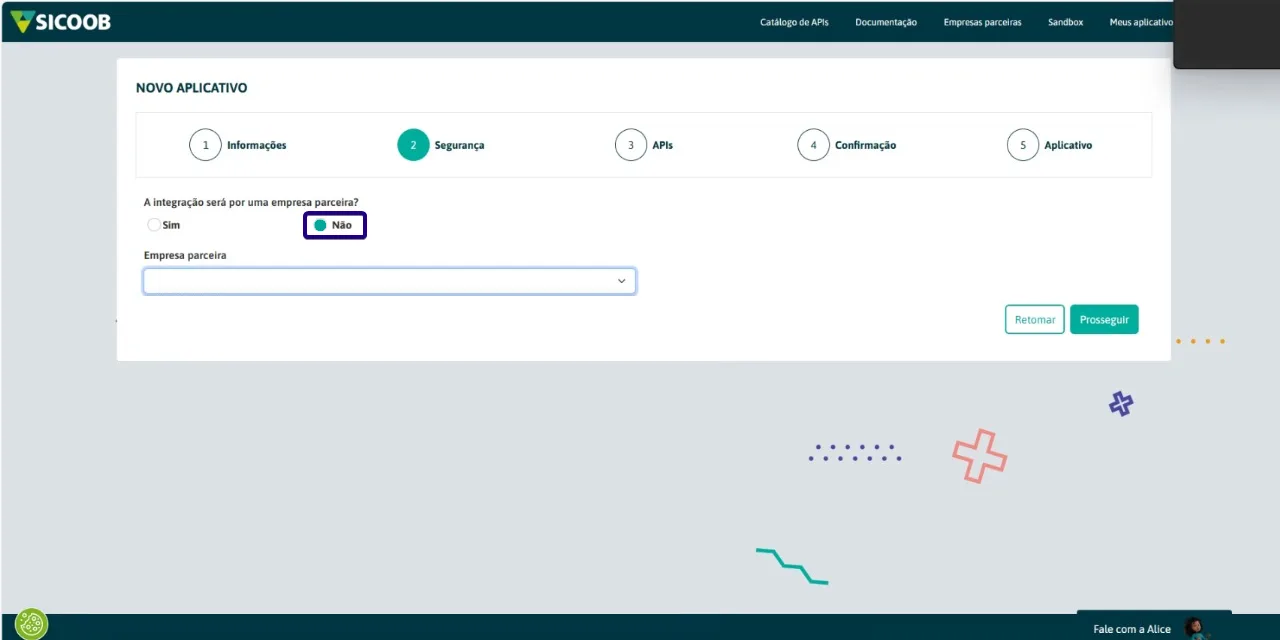 SICOOB
Catálogo de APIs Documentação Empresas parceiras Sandbox Meus aplicativo
NOVO APLICATIVO
1 Informações 2 Segurança 3 APIs 4 Confirmação 5 Aplicativo
A integração será por uma empresa parceira?
Sim Não
Empresa parceira
Retornar Prosseguir
Fale com a Alice